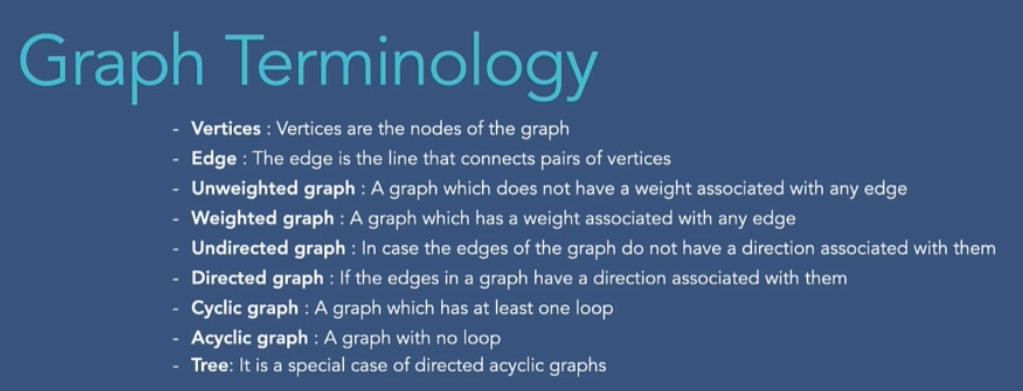 Graph Terminology
- Vertices : Vertices are the nodes of the graph
- Edge : The edge is the line that connects pairs of vertices
- Unweighted graph : A graph which does not have a weight associated with any edge
- Weighted graph : A graph which has a weight associated with any edge
- Undirected graph : In case the edges of the graph do not have a direction associated with them
- Directed graph : If the edges in a graph have a direction associated with them
- Cyclic graph : A graph which has at least one loop
- Acyclic graph : A graph with no loop
- Tree: It is a special case of directed acyclic graphs